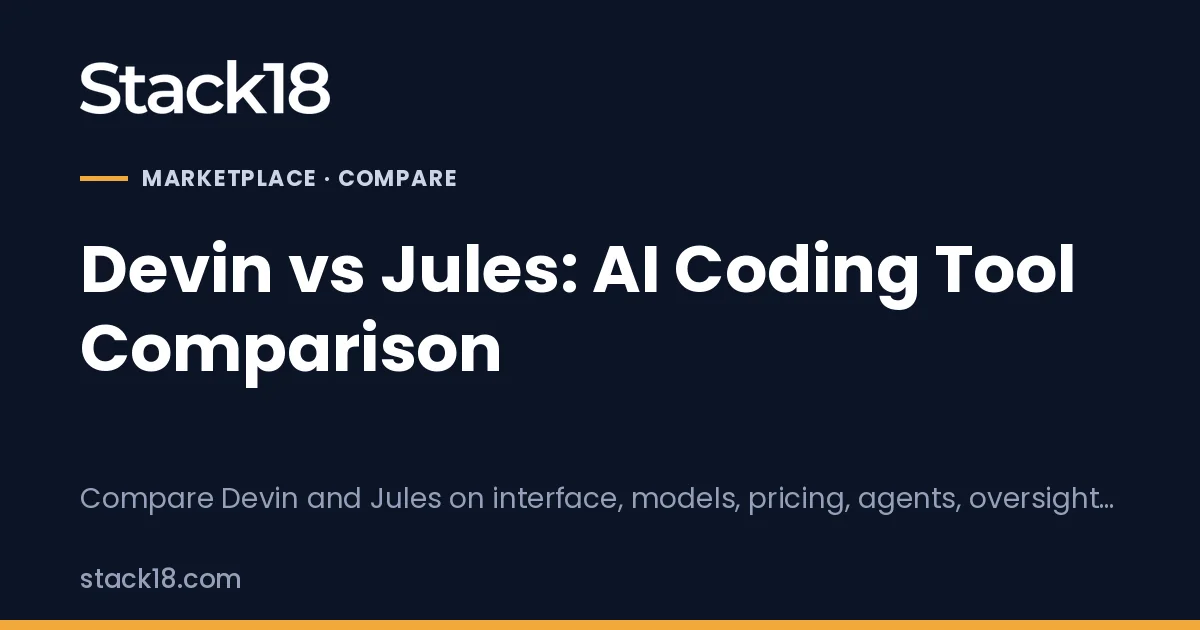 Stack18
MARKETPLACE · COMPARE
Devin vs Jules: AI Coding Tool
Comparison
Compare Devin and Jules on interface, models, pricing, agents, oversight...
stack18.com